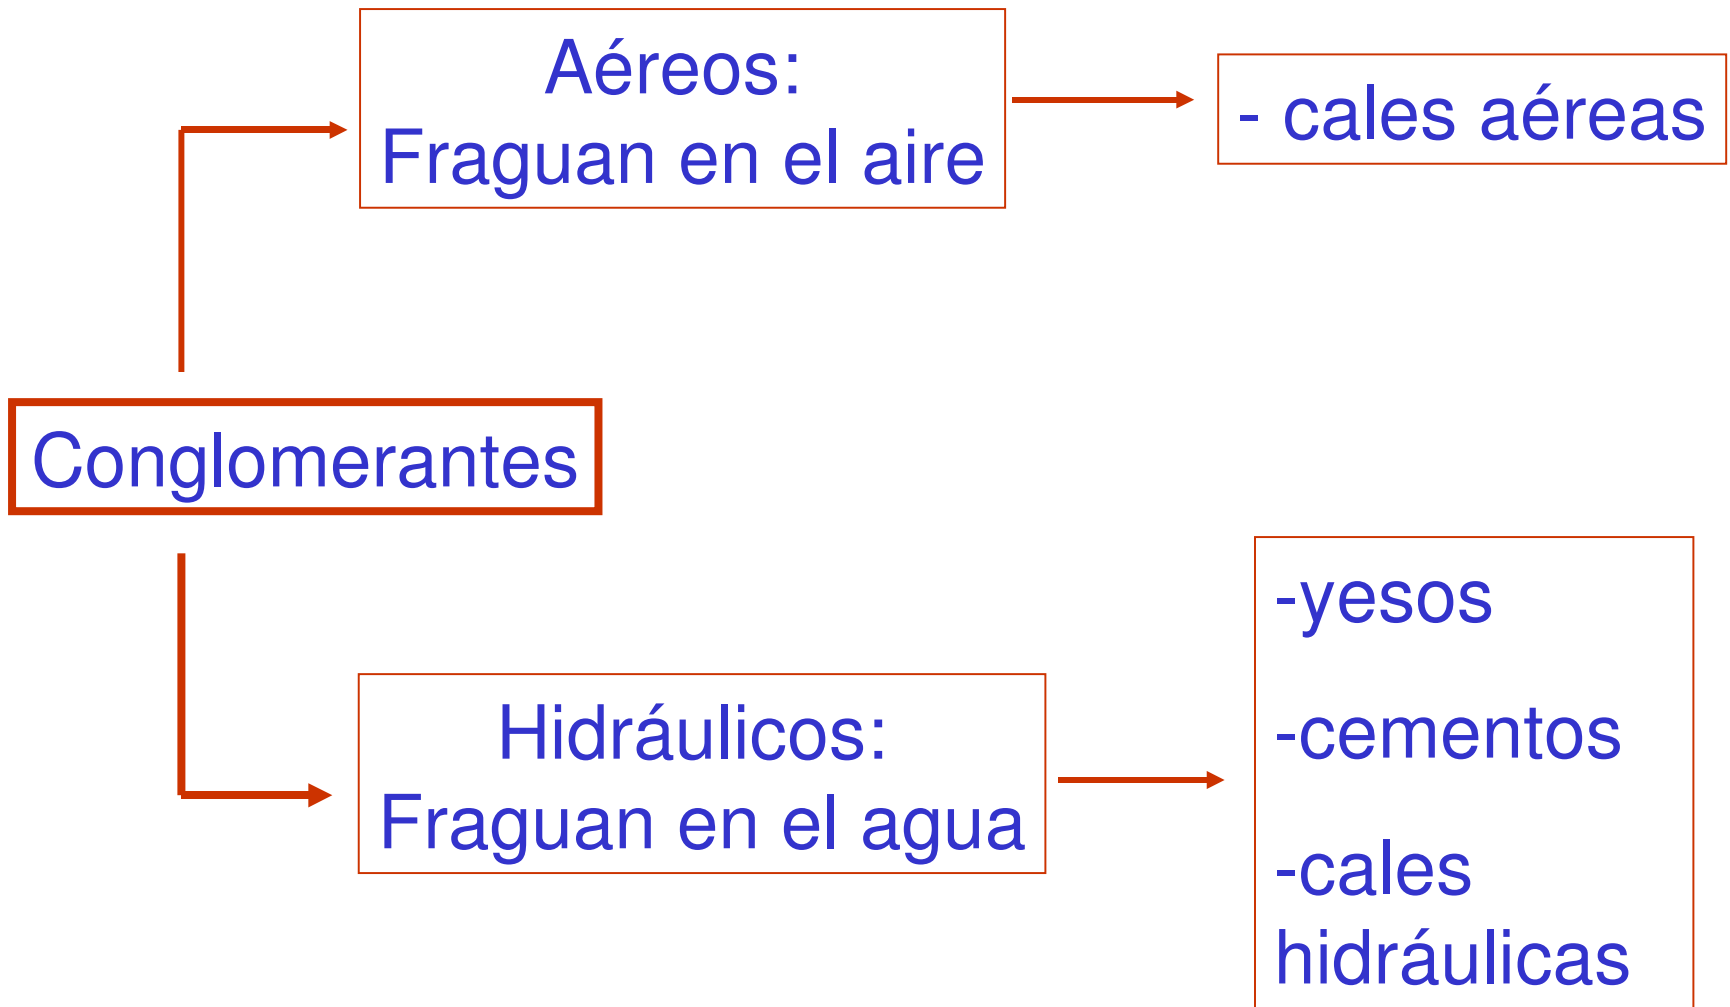 Aéreos:
Fraguan en el aire
- cales aéreas
Conglomerantes
Hidráulicos:
Fraguan en el agua
-yesos
-cementos
-cales
hidráulicas